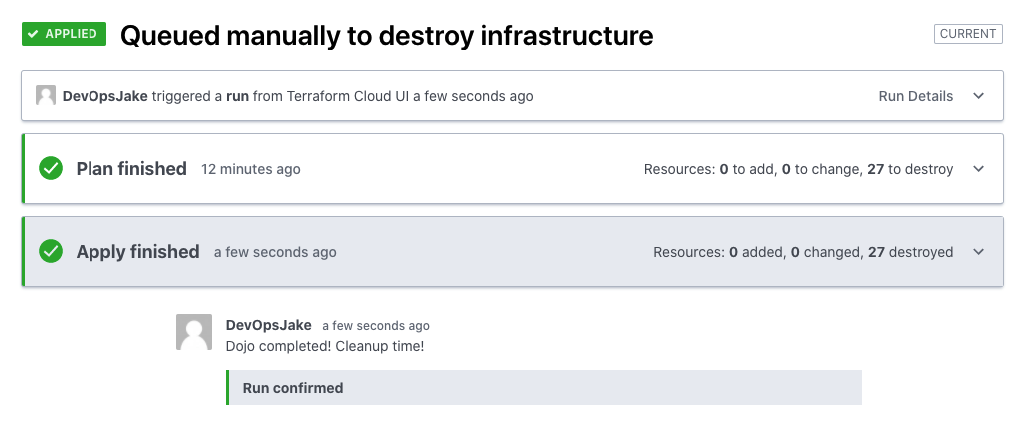 APPLIED Queued manually to destroy infrastructure CURRENT
DevOpsJake triggered a run from Terraform Cloud UI a few seconds ago Run Details
Plan finished 12 minutes ago Resources: 0 to add, 0 to change, 27 to destroy
Apply finished a few seconds ago Resources: 0 added, 0 changed, 27 destroyed
DevOpsJake a few seconds ago
Dojo completed! Cleanup time!
Run confirmed